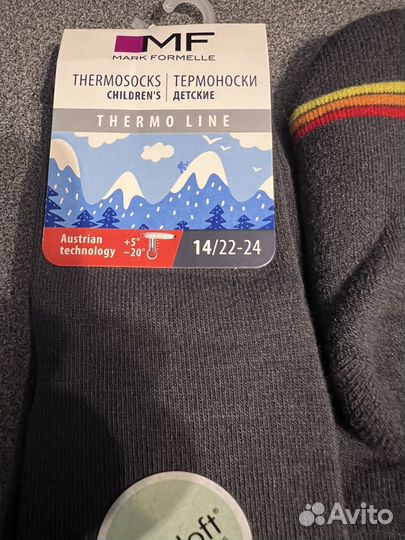 MF
MARK FORMELLE
THERMOSOCKS | ТЕРМОНОСКИ
CHILDREN'S | ДЕТСКИЕ
THERMO LINE
Austrian technology
+5°
−20°
14/22-24
Avito